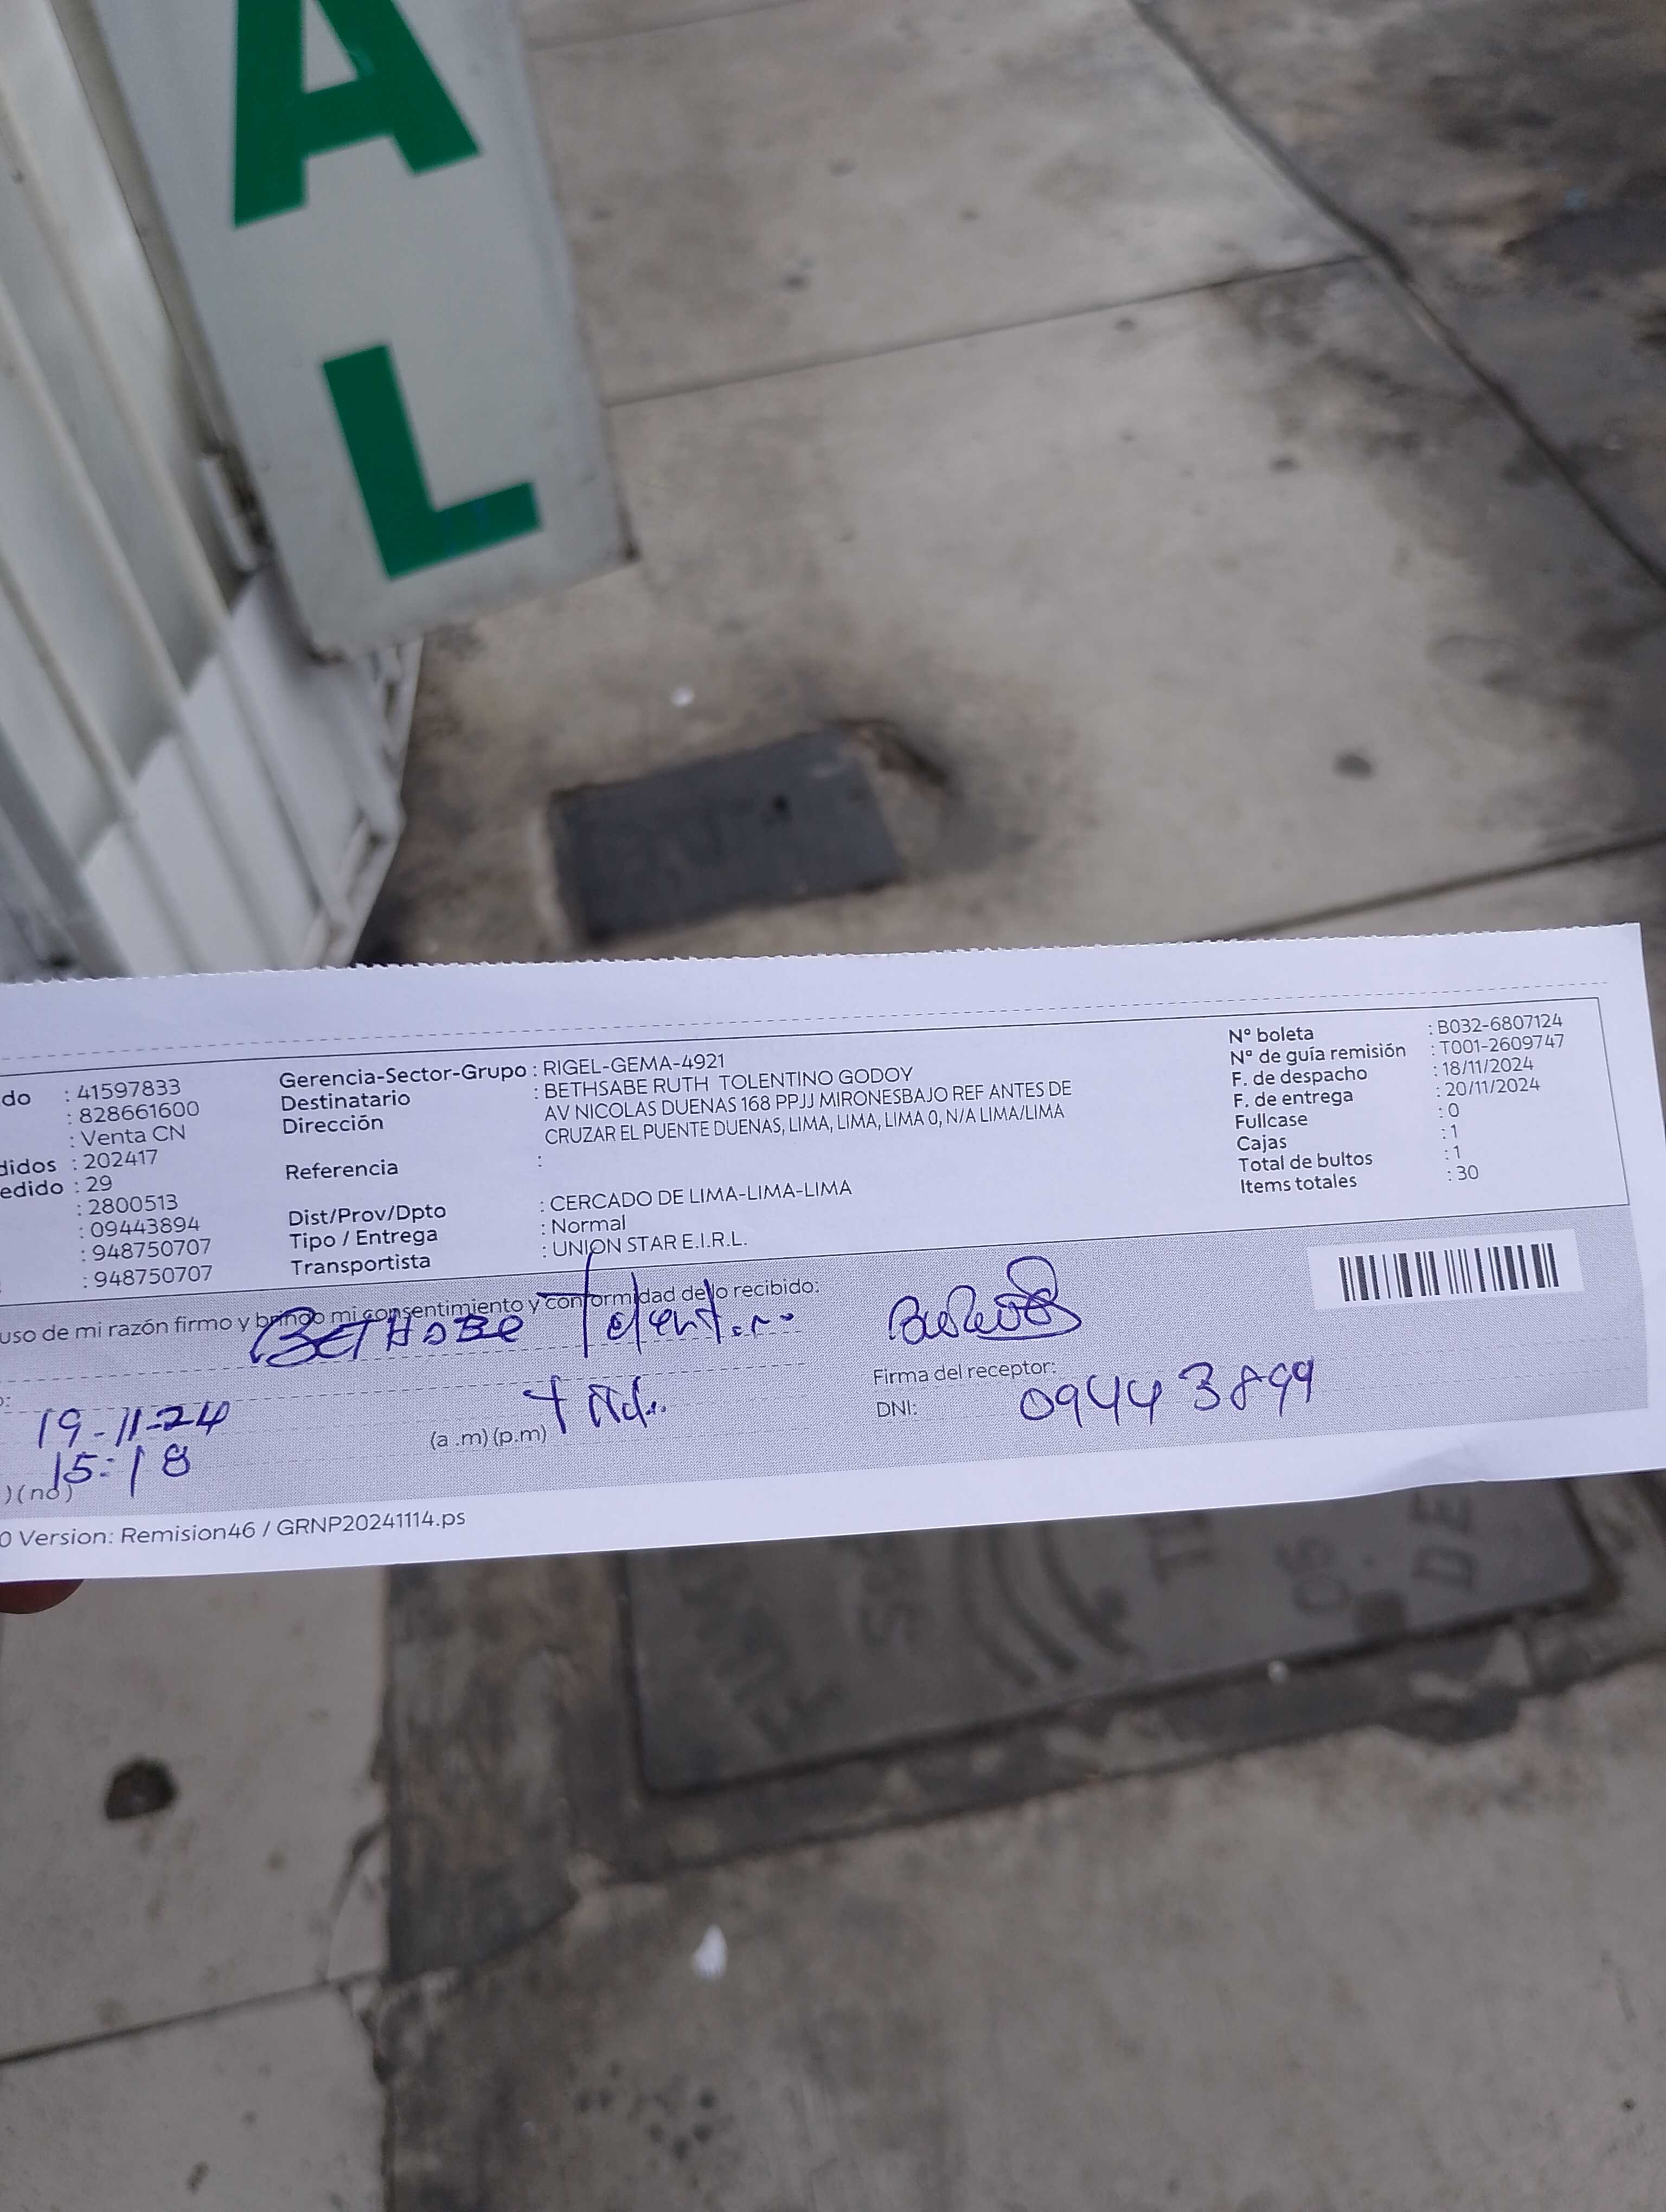 A
L
do : 41597833
: 828661600
: Venta CN
didos : 202417
edido : 29
: 2800513
: 09443894
: 948750707
: 948750707
Gerencia-Sector-Grupo : RIGEL-GEMA-4921
Destinatario : BETHSABE RUTH TOLENTINO GODOY
Dirección AV NICOLAS DUENAS 168 PPJJ MIRONESBAJO REF ANTES DE
CRUZAR EL PUENTE DUENAS, LIMA, LIMA, LIMA 0, N/A LIMA/LIMA
Referencia :
Dist/Prov/Dpto : CERCADO DE LIMA-LIMA-LIMA
Tipo / Entrega : Normal
Transportista : UNION STAR E.I.R.L.
N° boleta : B032-6807124
N° de guía remisión : T001-2609747
F. de despacho : 18/11/2024
F. de entrega : 20/11/2024
Fullcase : 0
Cajas : 1
Total de bultos : 1
Items totales : 30
uso de mi razón firmo y brindo mi consentimiento y conformidad de lo recibido:
Tolentino
Firma del receptor:
DNI: 09443899
19-11-24
15:18
(a .m) (p.m)
) (no)
0 Version: Remision46 / GRNP20241114.ps
DE